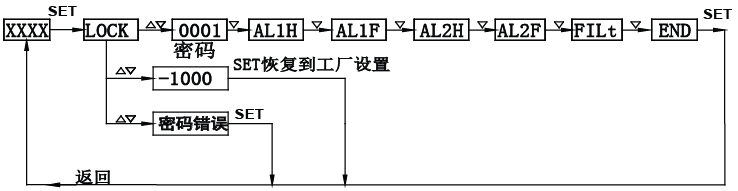 SET SET
XXXX LOCK △▽ 0001 ▽ AL1H ▽ AL1F ▽ AL2H ▽ AL2F ▽ FILt ▽ END
密码
△▽ -1000 SET恢复到工厂设置
△▽ 密码错误 SET
返回